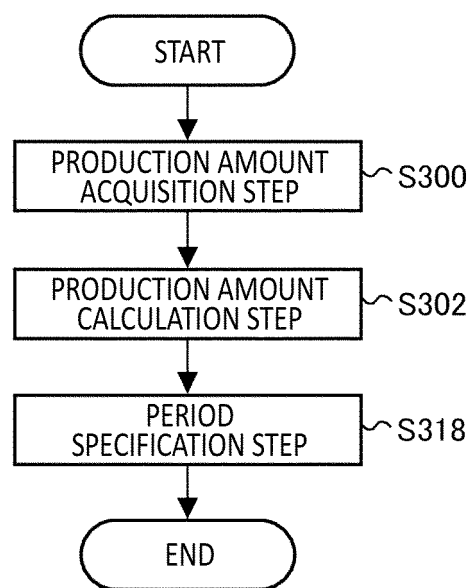 START
PRODUCTION AMOUNT
ACQUISITION STEP
S300
PRODUCTION AMOUNT
CALCULATION STEP
S302
PERIOD
SPECIFICATION STEP
S318
END